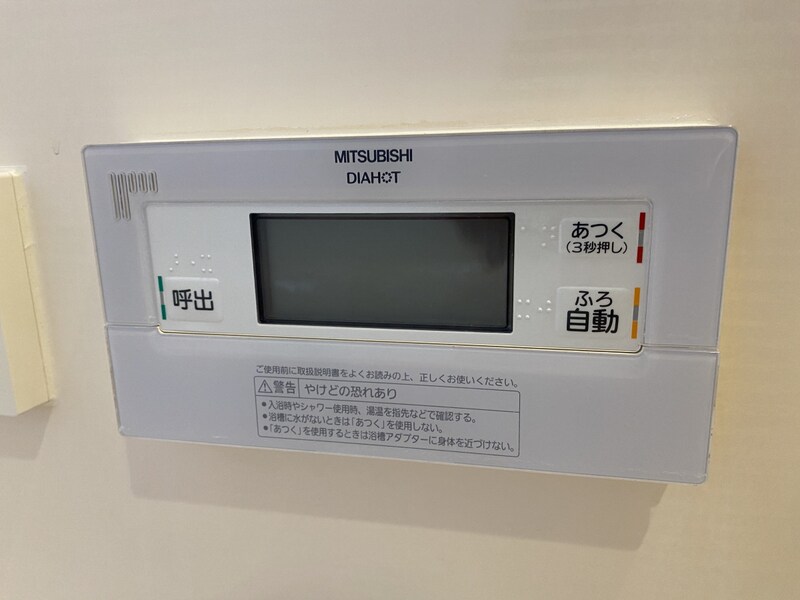 MITSUBISHI
DIAHOT
あつく
(3秒押し)
呼出
ふろ
自動
ご使用前に取扱説明書をよくお読みの上、正しくお使いください。
⚠警告 やけどの恐れあり
●入浴時やシャワー使用時、湯温を指先などで確認する。
●浴槽に水がないときは「あつく」を使用しない。
●「あつく」を使用するときは浴槽アダプターに身体を近づけない。